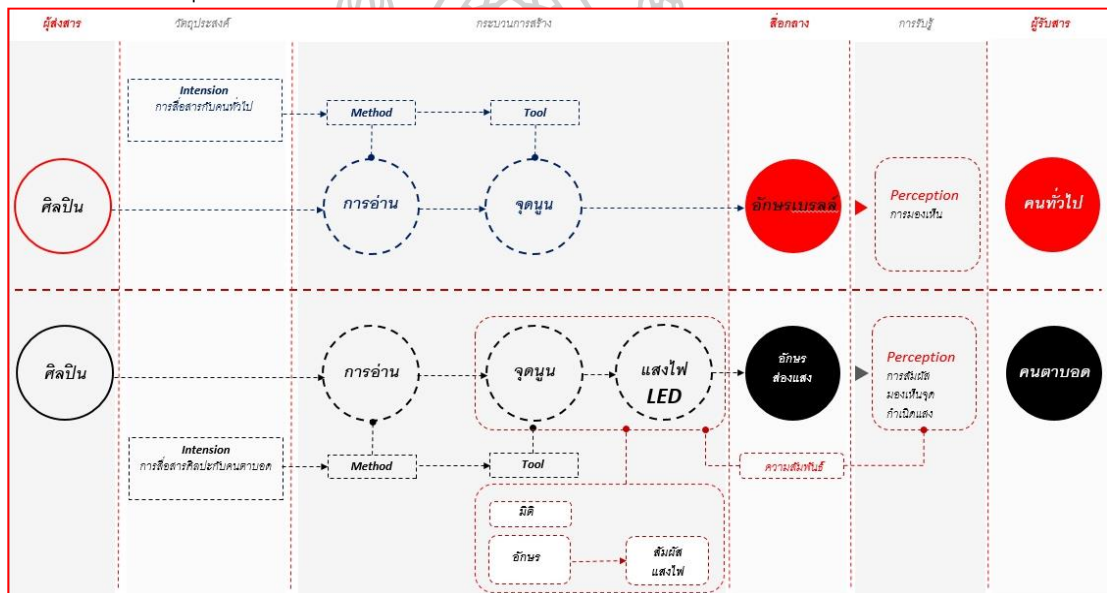 ผู้ส่งสาร
วัตถุประสงค์
กระบวนการสร้าง
สื่อกลาง
การรับรู้
ผู้รับสาร
Intension
การสื่อสารกับคนทั่วไป
Method
Tool
ศิลปิน
การอ่าน
จุดนูน
อักษรเบรลล์
Perception
การมองเห็น
คนทั่วไป
ศิลปิน
การอ่าน
จุดนูน
แสงไฟ
LED
อักษร
ส่องแสง
Perception
การสัมผัส
มองเห็นจุด
กำเนิดแสง
คนตาบอด
Intension
การสื่อสารศิลปะกับคนตาบอด
Method
Tool
ความสัมพันธ์
มิติ
อักษร
สัมผัส
แสงไฟ